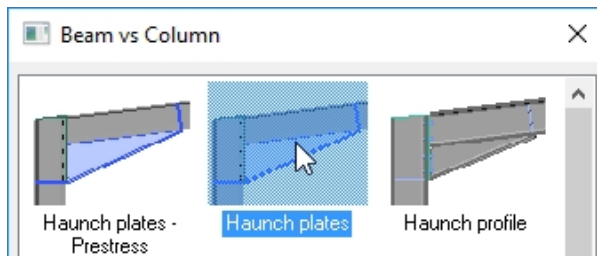 Beam vs Column
Haunch plates -
Prestress
Haunch plates
Haunch profile